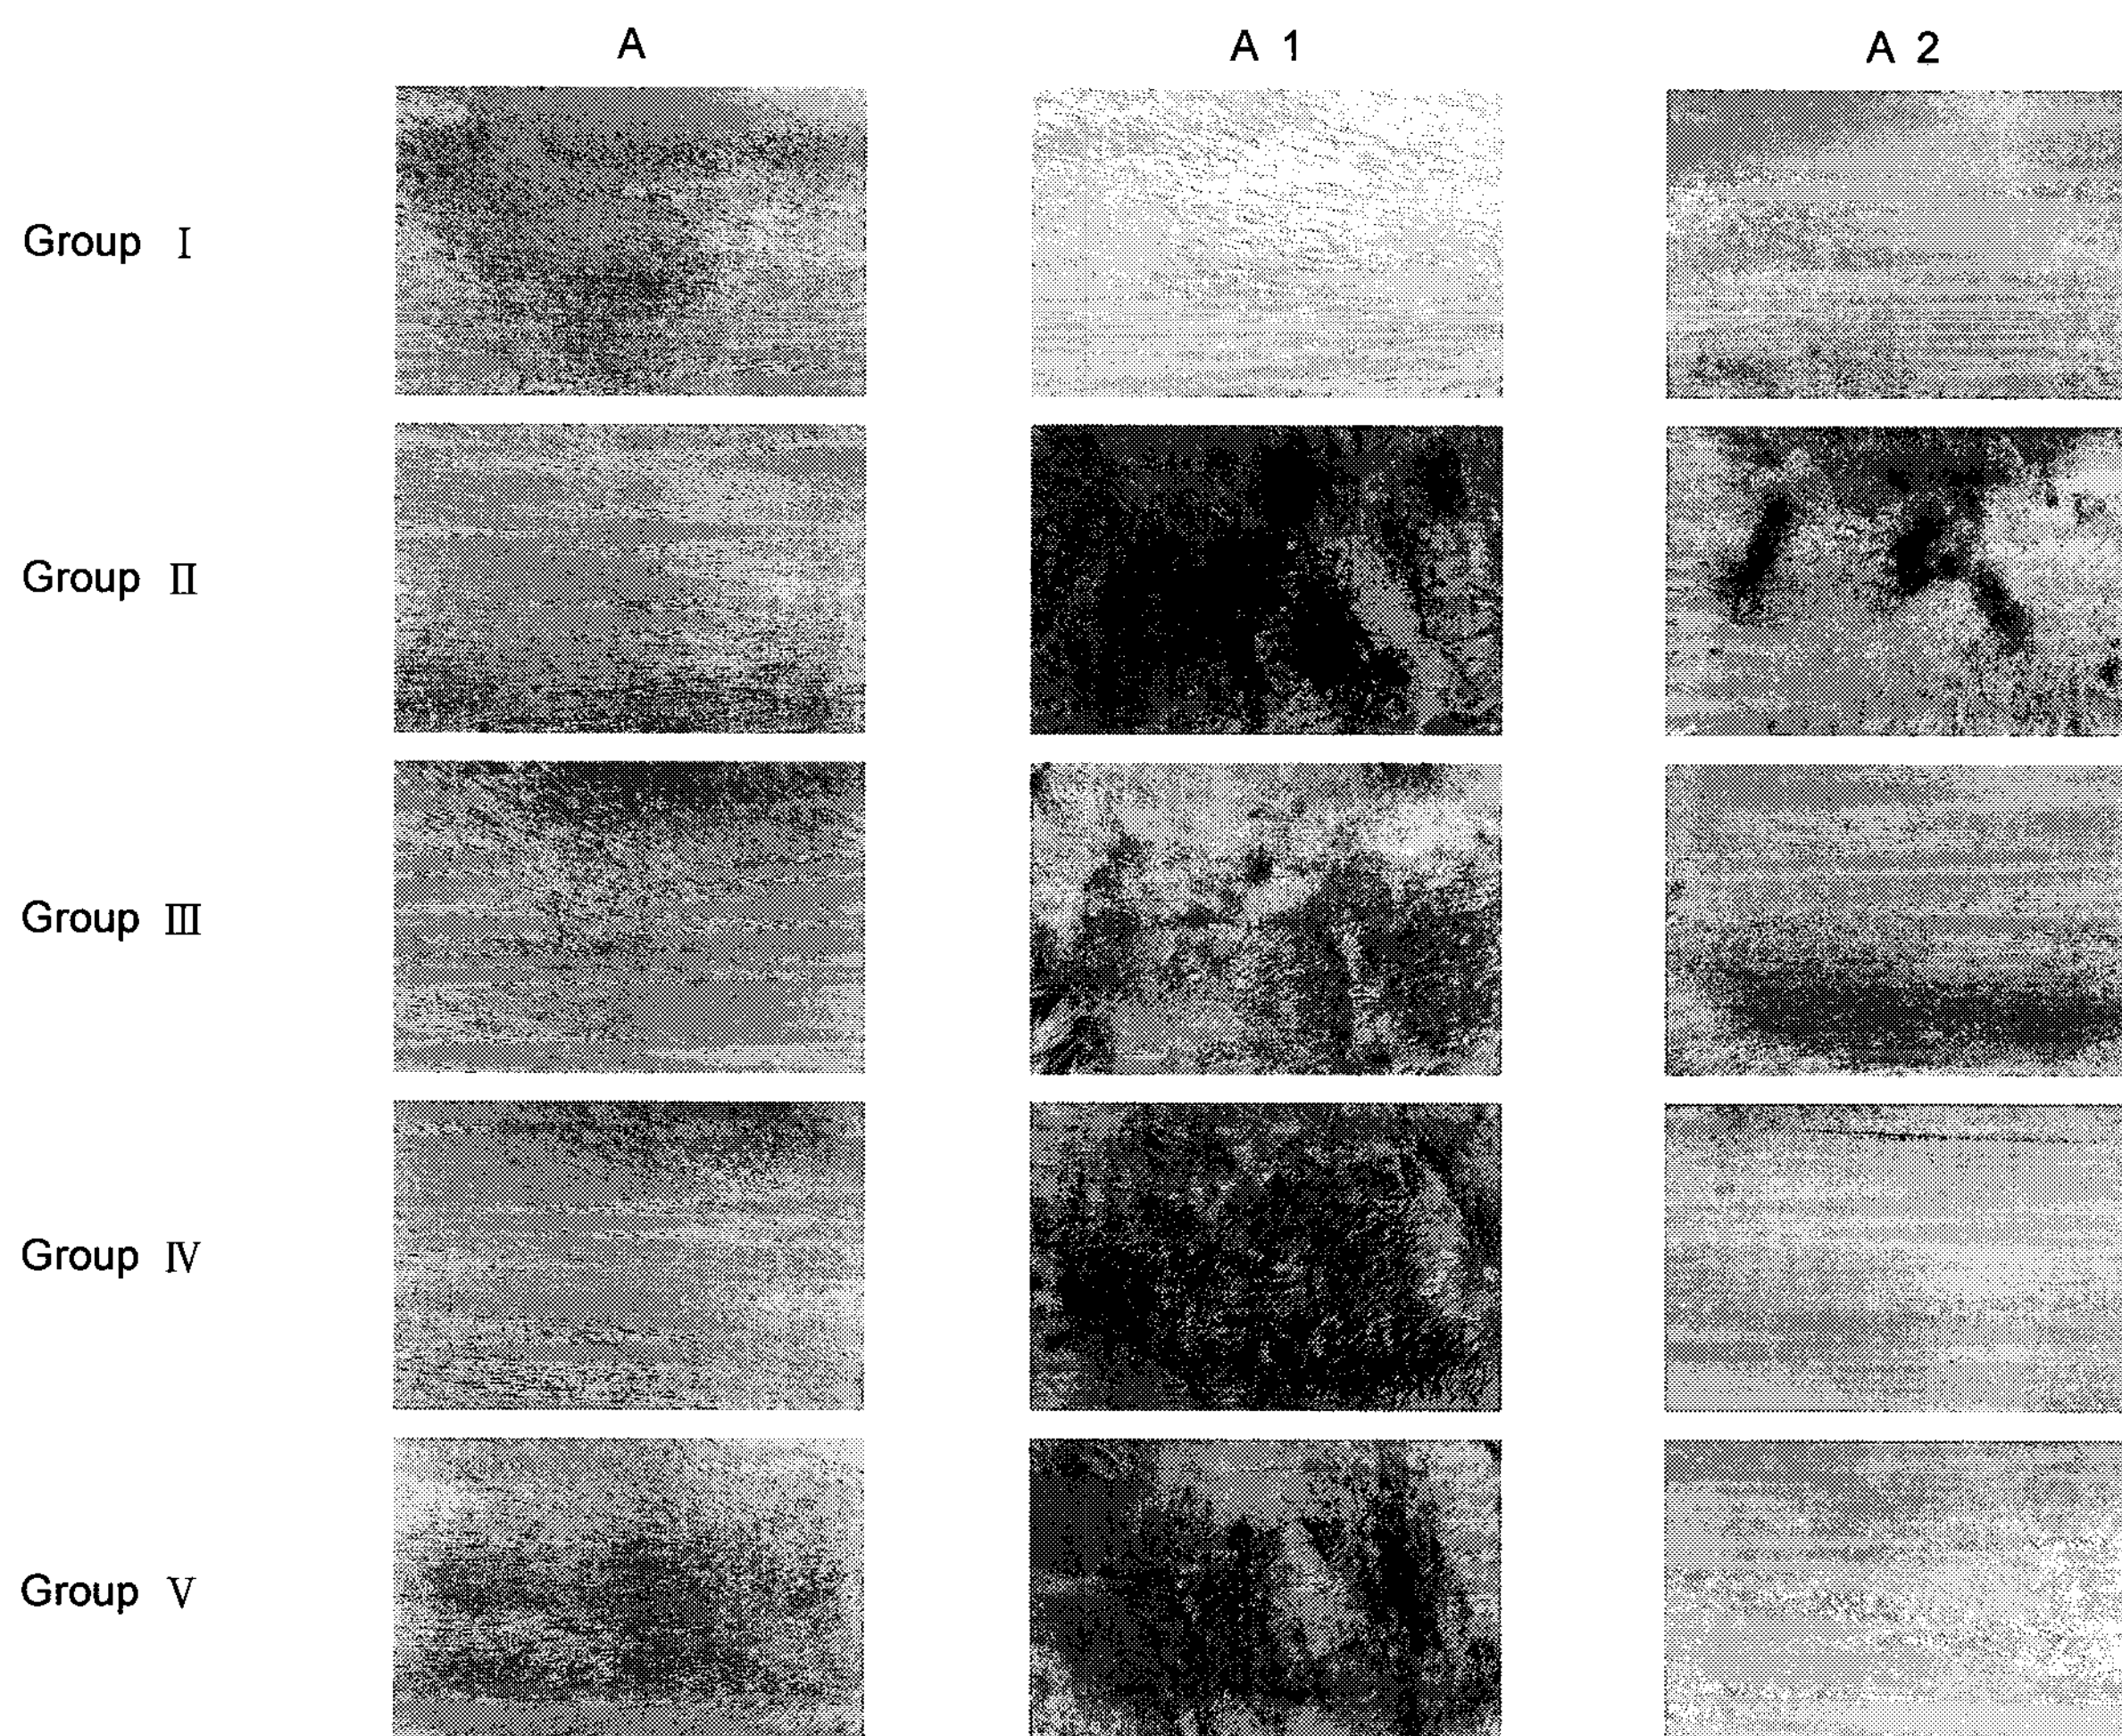 A A 1 A 2
Group Ⅰ
Group Ⅱ
Group Ⅲ
Group Ⅳ
Group Ⅴ